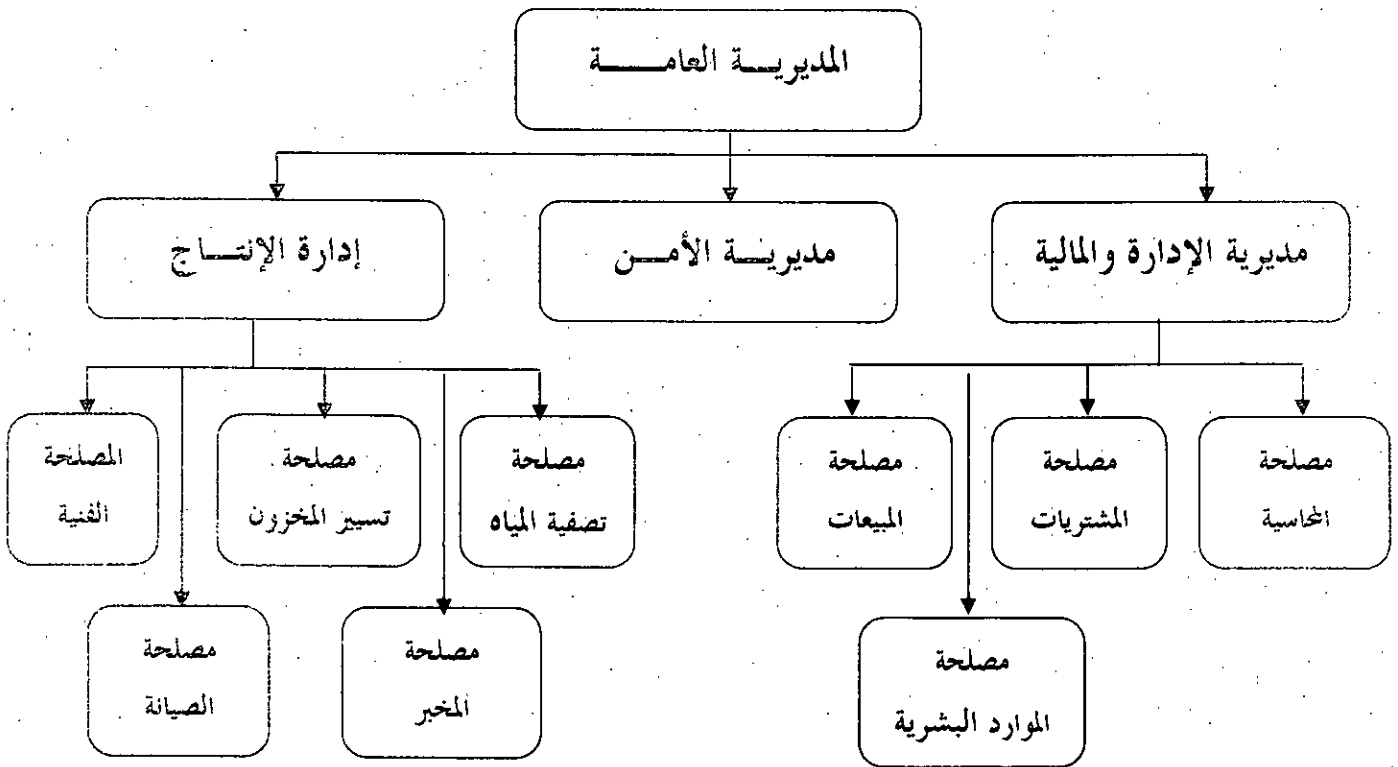 المديريـــة العامـــــة
مديرية الإدارة والمالية
مديريـــة الأمـــن
إدارة الإنتـــاج
مصلحة
المحاسبة
مصلحة
المشتريات
مصلحة
المبيعات
مصلحة
الموارد البشرية
مصلحة
تصفية المياه
مصلحة
تسيير المخزون
المصلحة
الفنية
مصلحة
المخبر
مصلحة
الصيانة